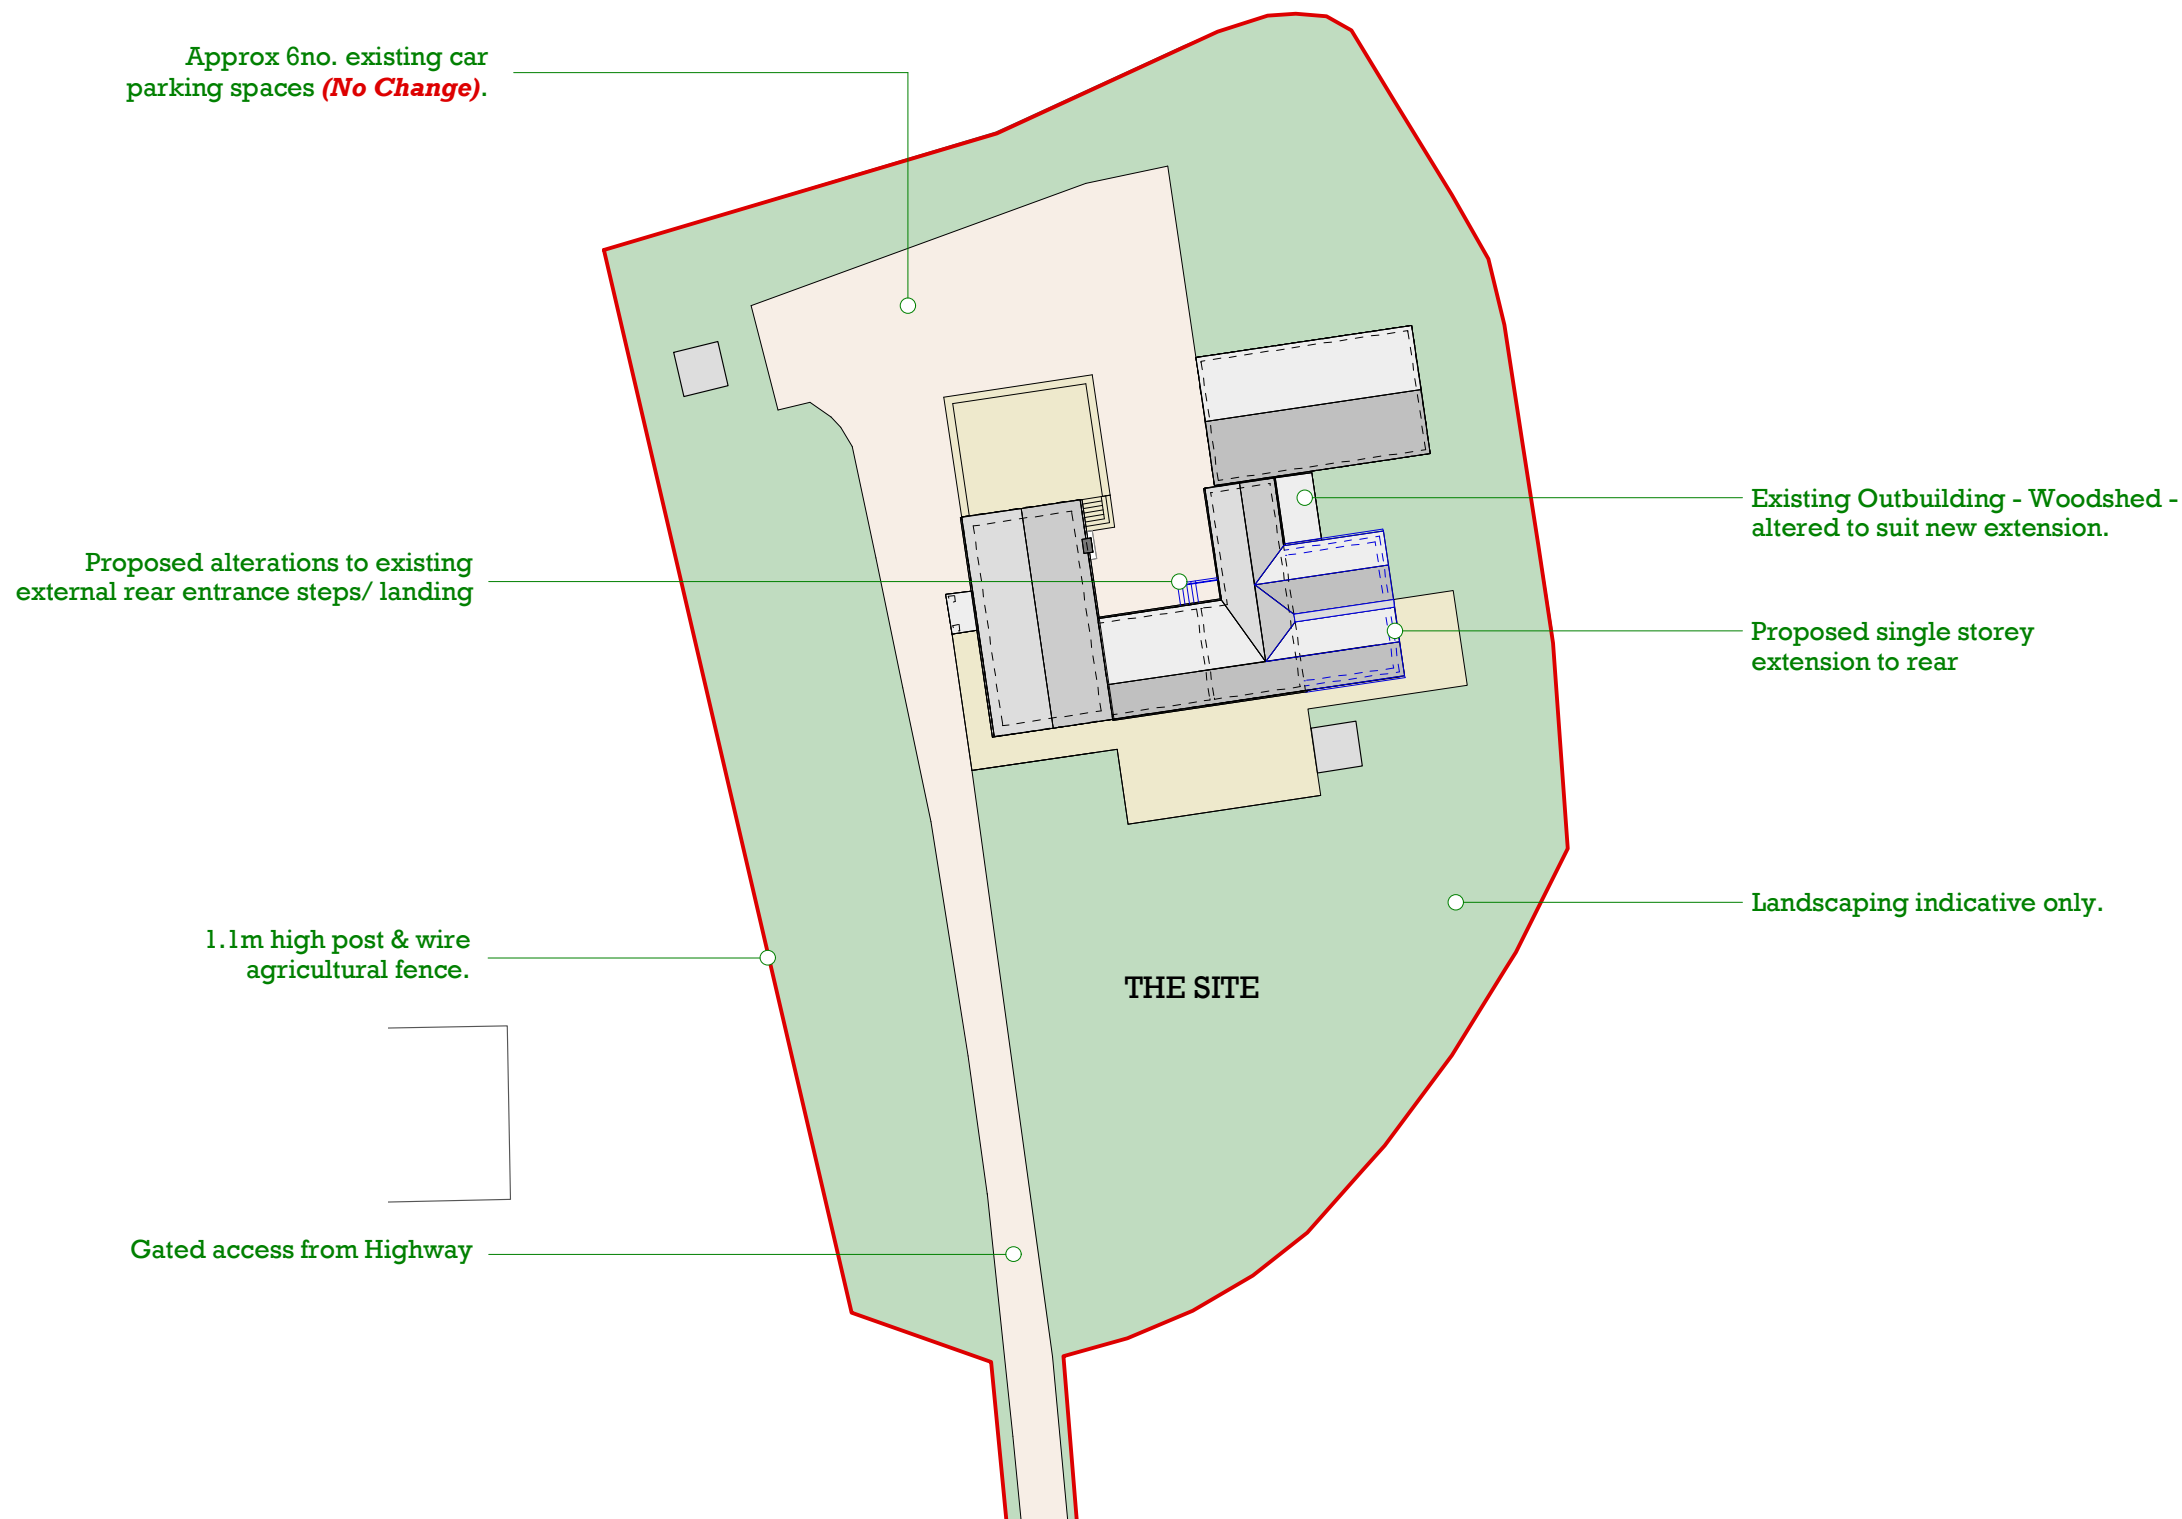 Approx 6no. existing car
parking spaces (No Change).
Existing Outbuilding - Woodshed -
altered to suit new extension.
Proposed alterations to existing
external rear entrance steps/ landing
Proposed single storey
extension to rear
Landscaping indicative only.
1.1m high post & wire
agricultural fence.
THE SITE
Gated access from Highway